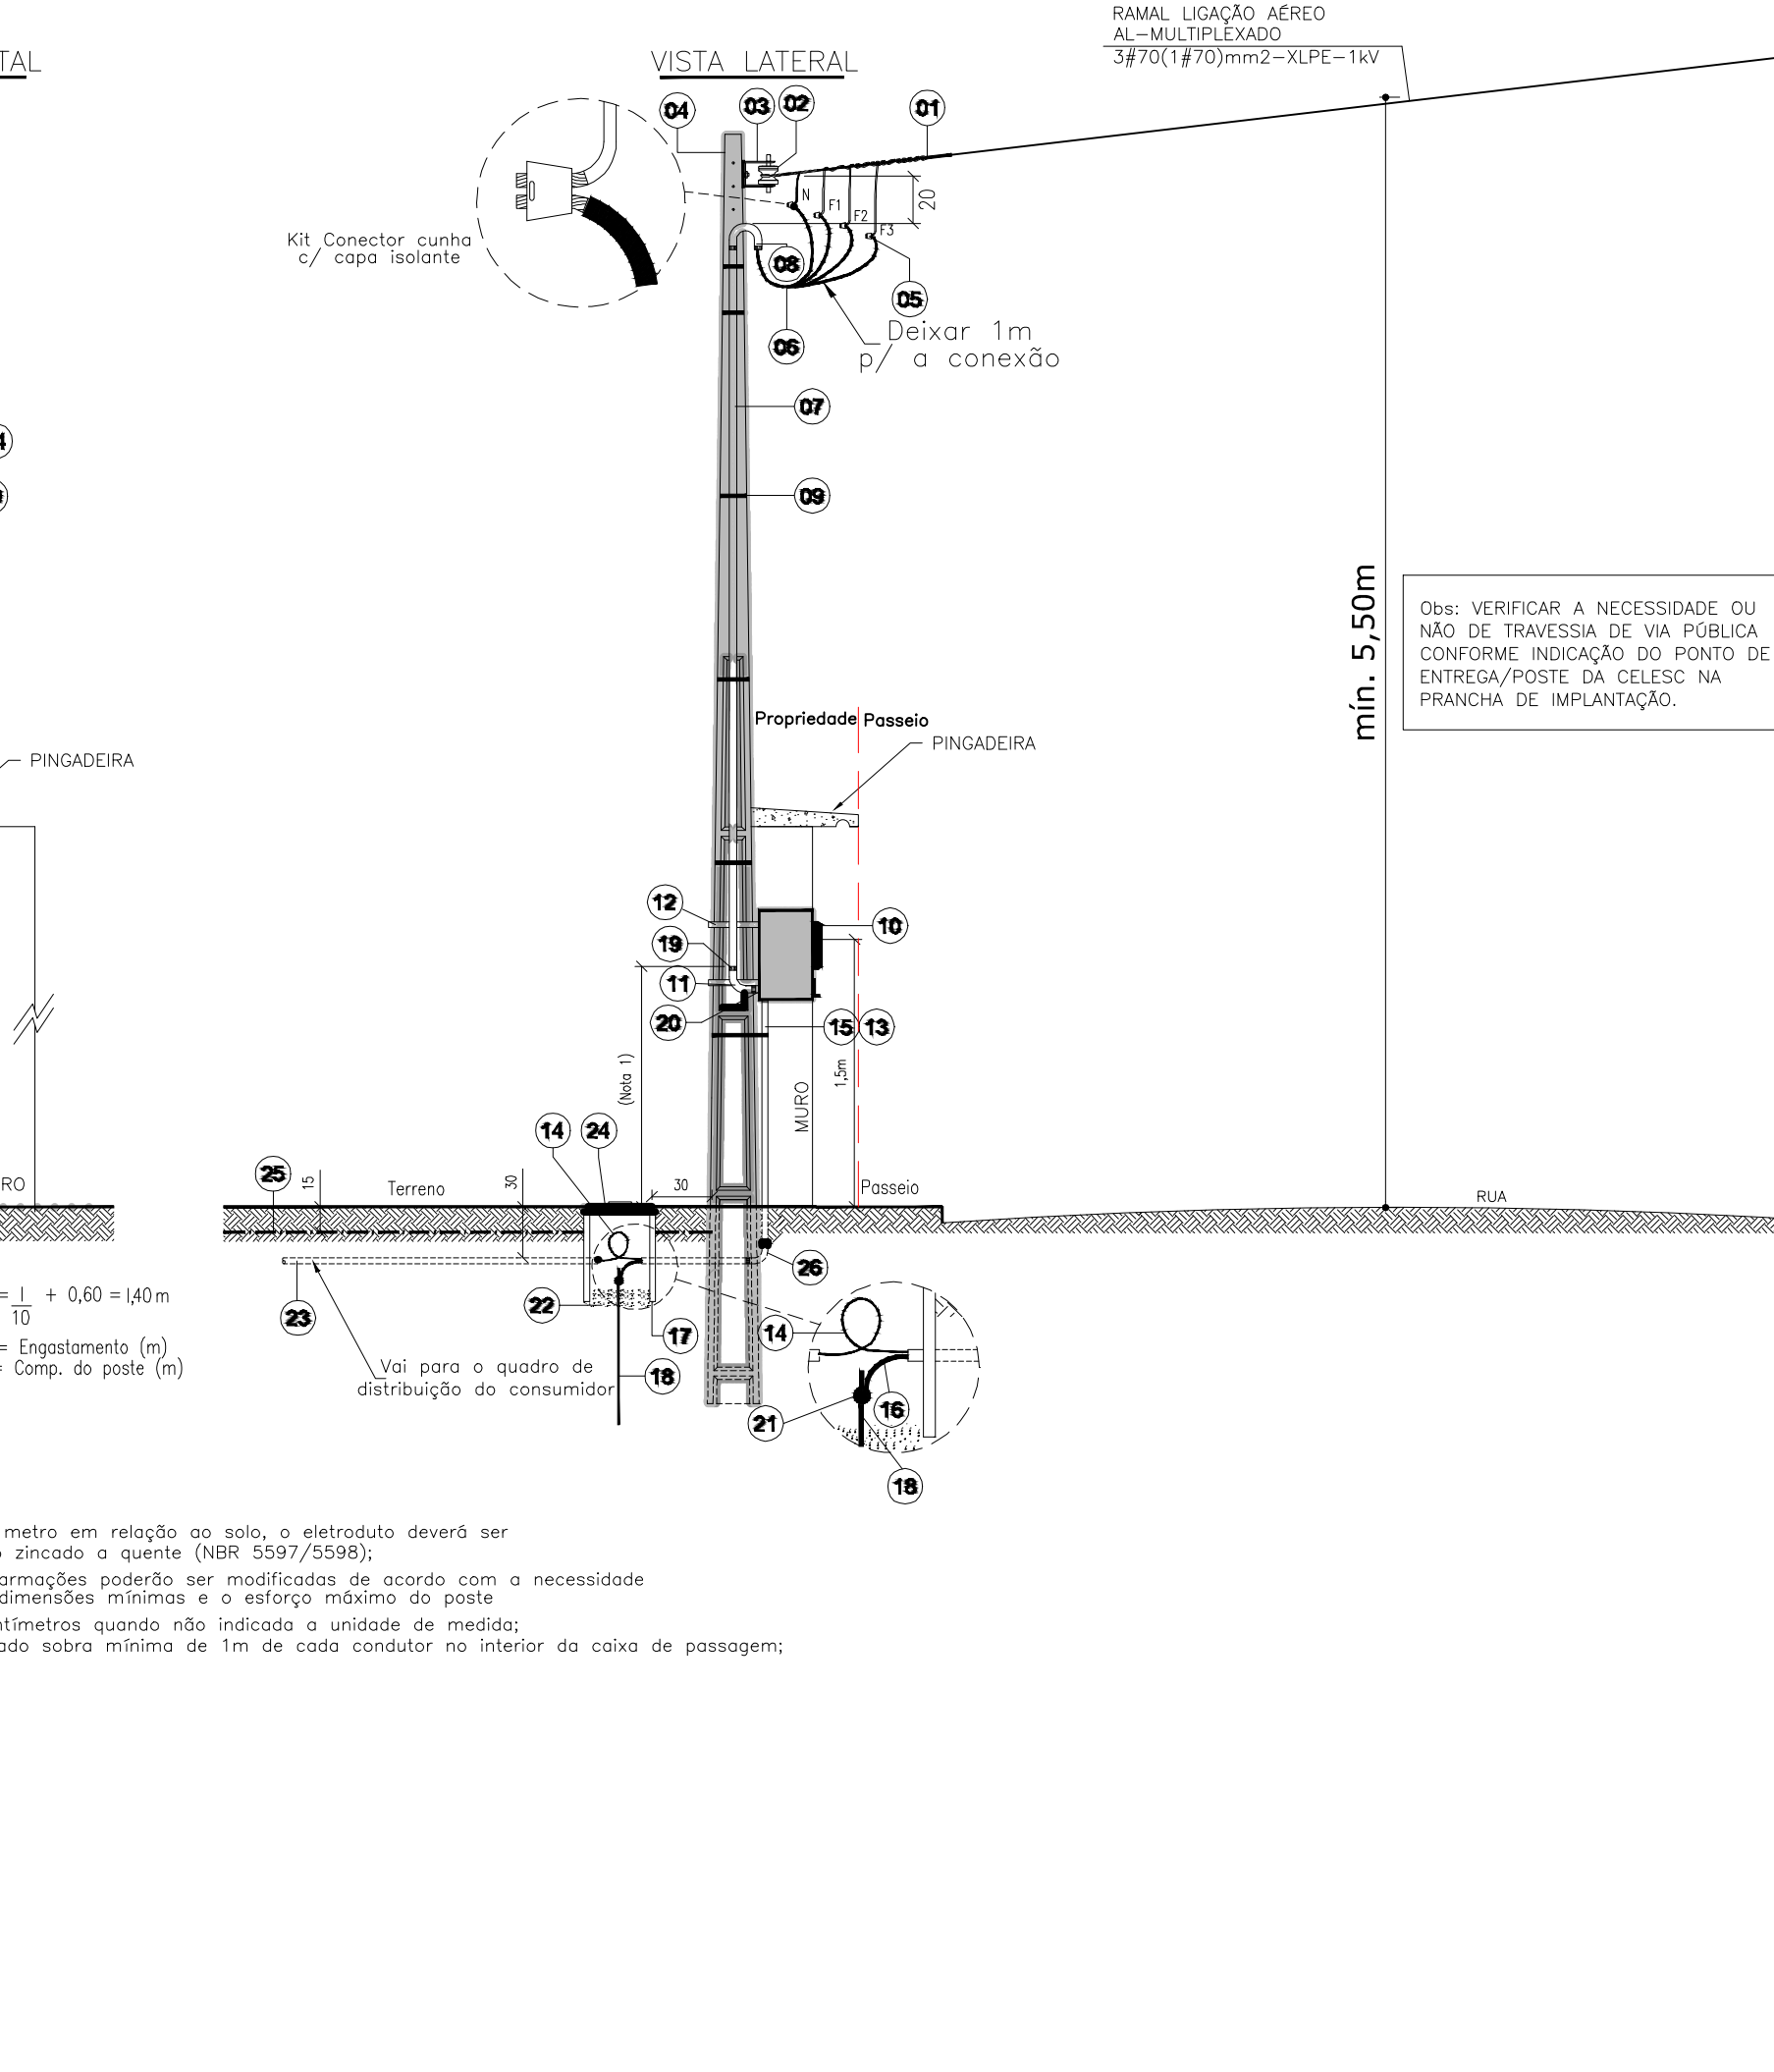 TAL
VISTA LATERAL
RAMAL LIGAÇÃO AÉREO
AL-MULTIPLEXADO
3#70(1#70)mm2-XLPE-1kV
04
03
02
01
N
F1
F2
F3
20
Kit Conector cunha
c/ capa isolante
08
05
06
Deixar 1m
p/ a conexão
07
09
mín. 5,50m
Obs: VERIFICAR A NECESSIDADE OU
NÃO DE TRAVESSIA DE VIA PÚBLICA
CONFORME INDICAÇÃO DO PONTO DE
ENTREGA/POSTE DA CELESC NA
PRANCHA DE IMPLANTAÇÃO.
Propriedade
Passeio
PINGADEIRA
PINGADEIRA
12
10
19
11
20
15
13
(Nota 1)
1,5m
MURO
14
24
25
15
Terreno
30
30
Passeio
RUA
RO
26
23
22
17
18
14
16
21
18
= 1/10 + 0,60 = 1,40 m
= Engastamento (m)
= Comp. do poste (m)
Vai para o quadro de
distribuição do consumidor
metro em relação ao solo, o eletroduto deverá ser
zincado a quente (NBR 5597/5598);
armações poderão ser modificadas de acordo com a necessidade
dimensões mínimas e o esforço máximo do poste
ntímetros quando não indicada a unidade de medida;
ado sobra mínima de 1m de cada condutor no interior da caixa de passagem;